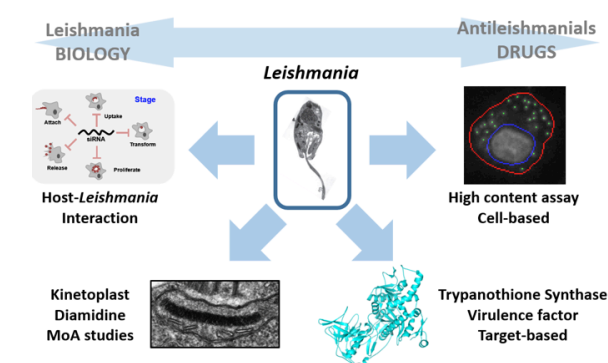 Leishmania
BIOLOGY
Antileishmanials
DRUGS
Leishmania
Stage
Attach
Uptake
siRNA
Transform
Release
Proliferate
Host-Leishmania
Interaction
High content assay
Cell-based
Kinetoplast
Diamidine
MoA studies
Trypanothione Synthase
Virulence factor
Target-based